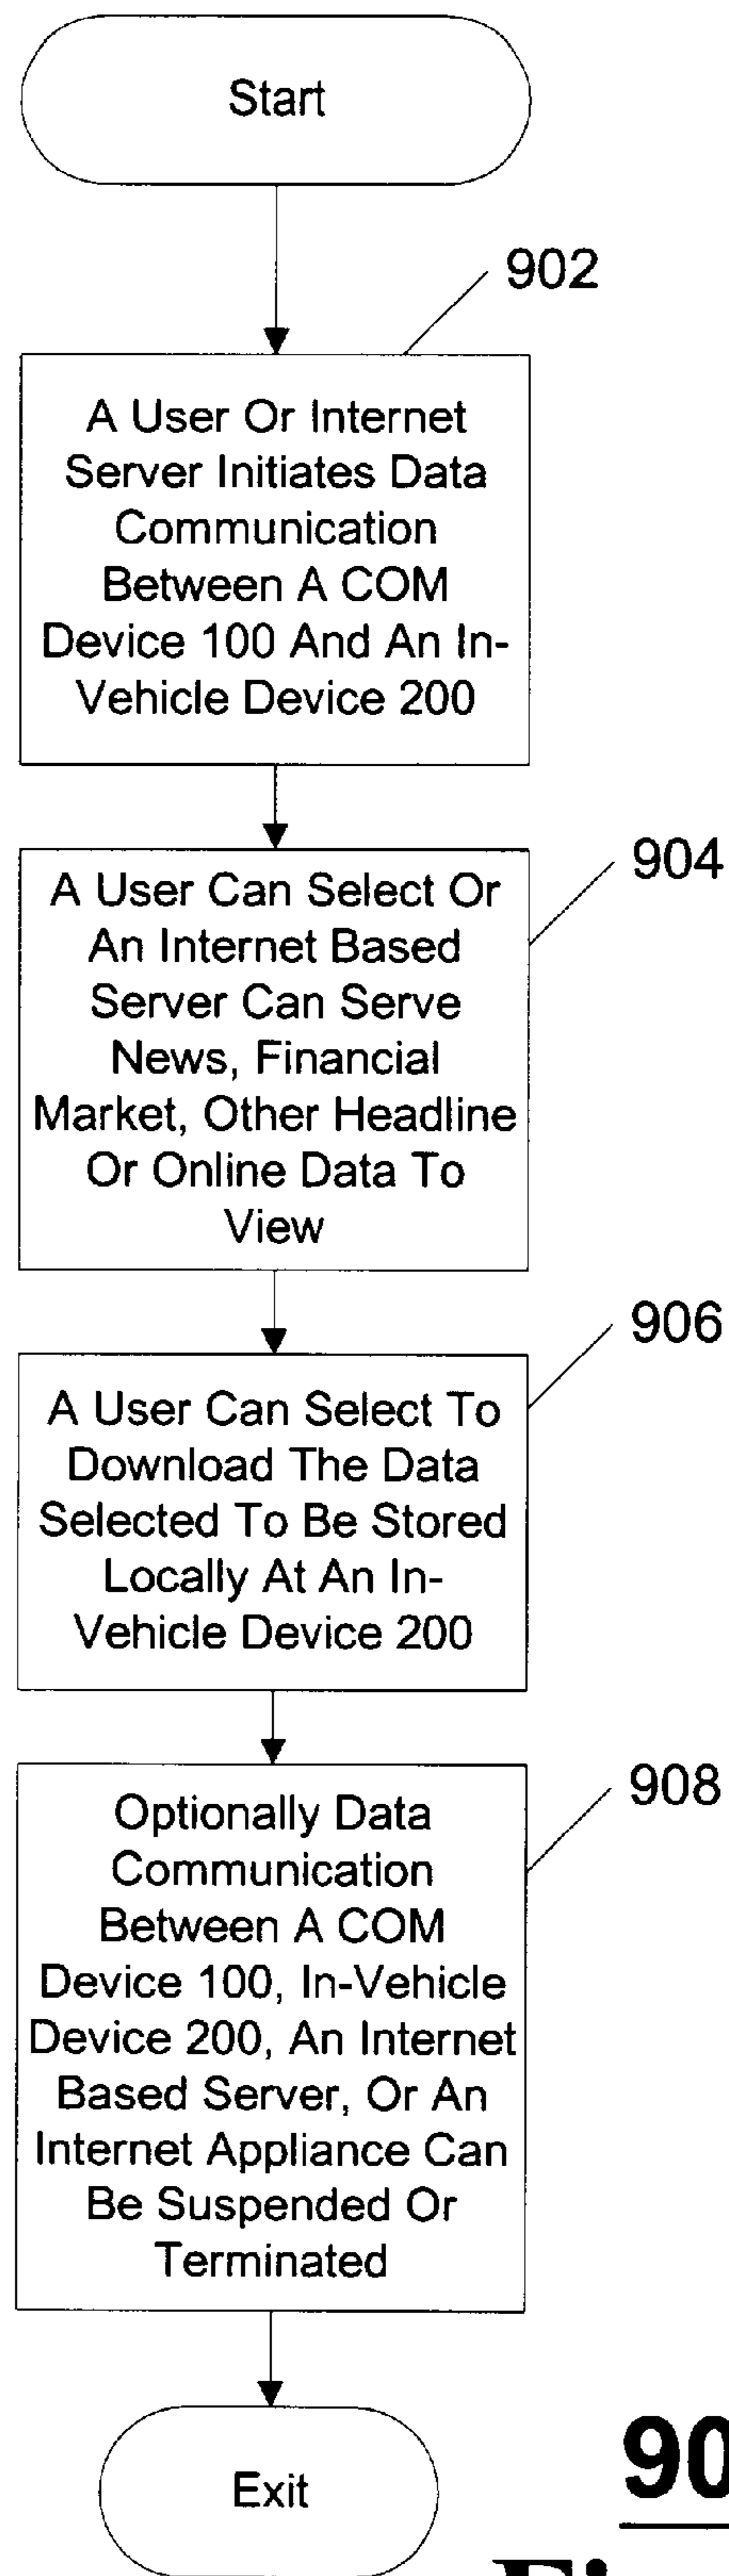 Start
902
A User Or Internet
Server Initiates Data
Communication
Between A COM
Device 100 And An In-
Vehicle Device 200
904
A User Can Select Or
An Internet Based
Server Can Serve
News, Financial
Market, Other Headline
Or Online Data To
View
906
A User Can Select To
Download The Data
Selected To Be Stored
Locally At An In-
Vehicle Device 200
908
Optionally Data
Communication
Between A COM
Device 100, In-Vehicle
Device 200, An Internet
Based Server, Or An
Internet Appliance Can
Be Suspended Or
Terminated
Exit